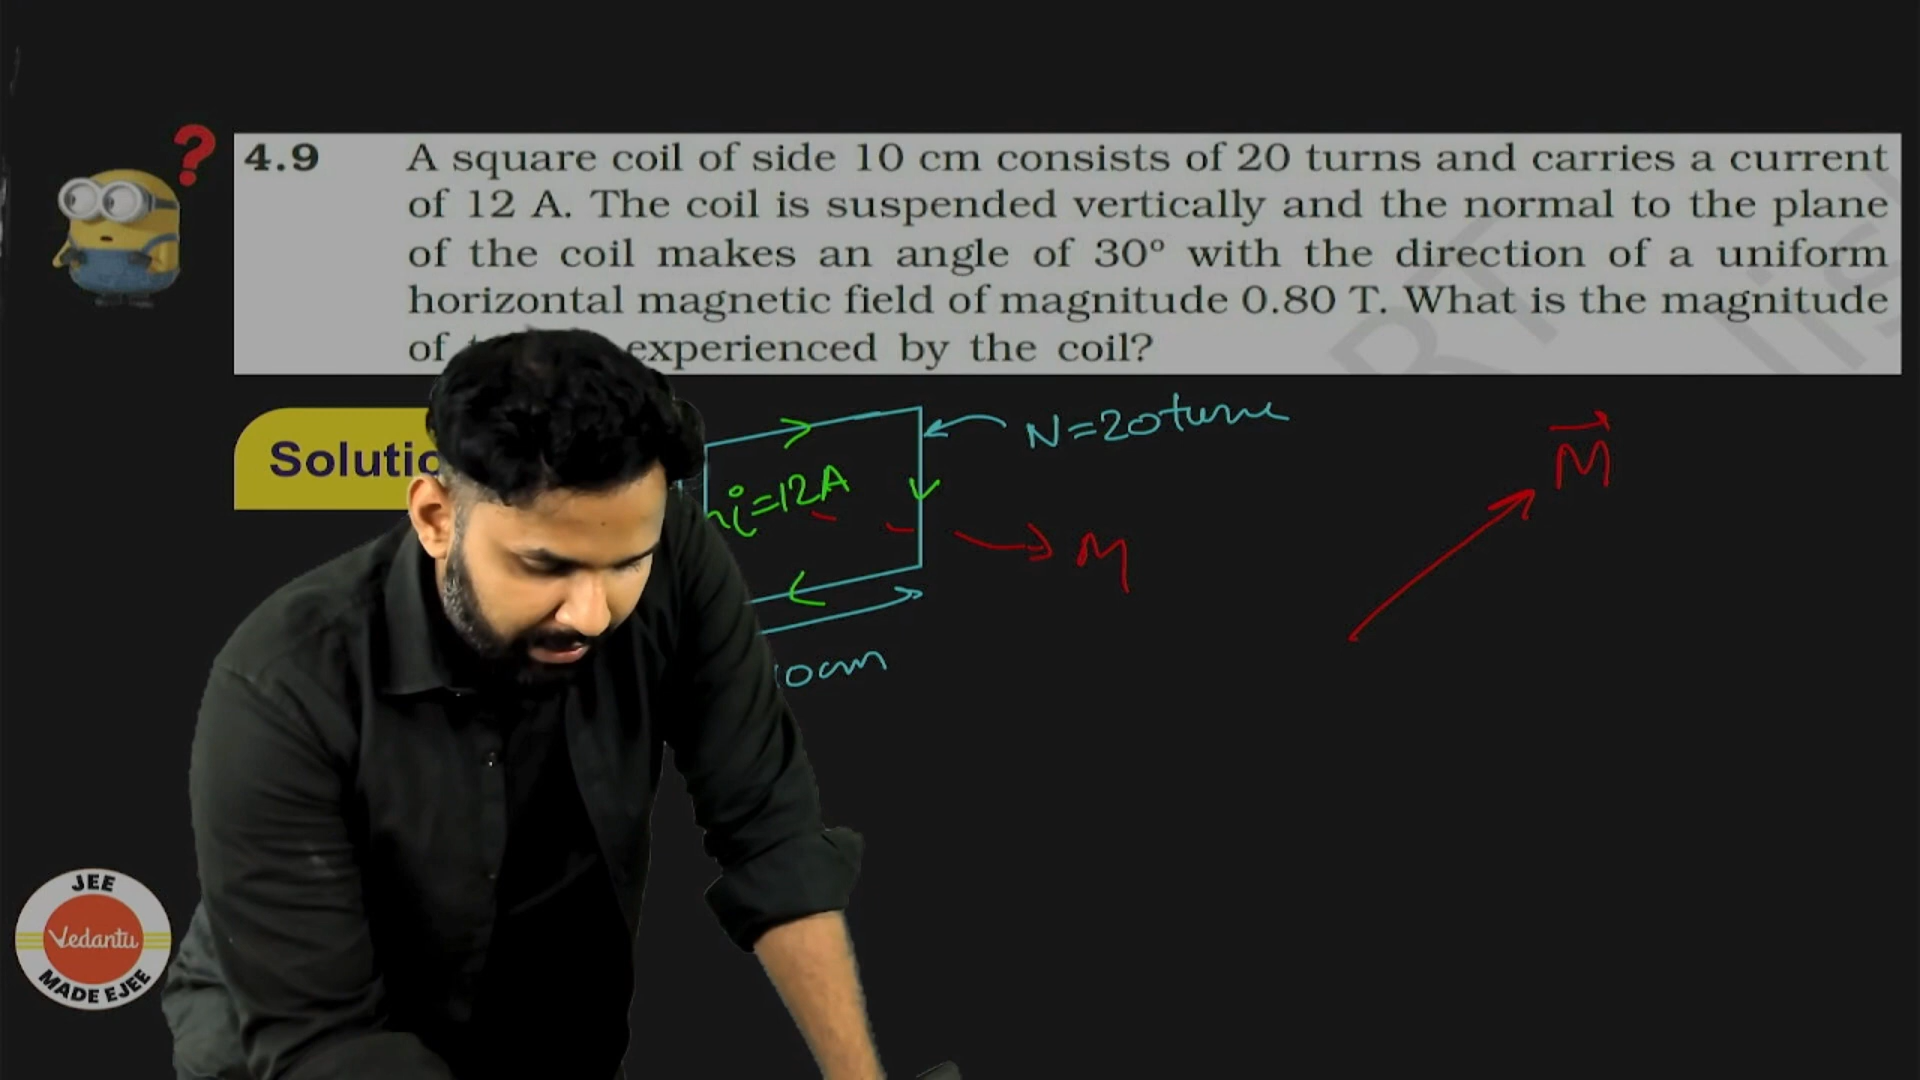 4.9 A square coil of side 10 cm consists of 20 turns and carries a current
of 12 A. The coil is suspended vertically and the normal to the plane
of the coil makes an angle of 30° with the direction of a uniform
horizontal magnetic field of magnitude 0.80 T. What is the magnitude
of experienced by the coil?
?
N=20turns
M
i=12A
M
10cm
JEE
Vedantu
MADE EJEE